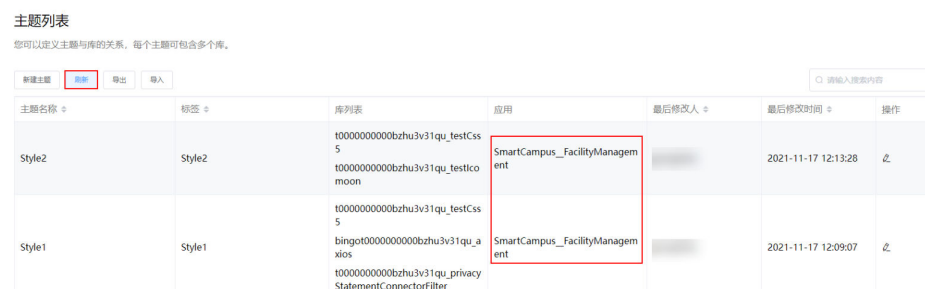 主题列表
您可以定义主题与库的关系，每个主题可包含多个库。
新建主题 刷新 导出 导入 请输入搜索内容
主题名称 标签 库列表 应用 最后修改人 最后修改时间 操作
t0000000000bzhu3v31qu_testCss
5
Style2 Style2 SmartCampus__FacilityManagem
ent 2021-11-17 12:13:28
t0000000000bzhu3v31qu_testIco
moon
t0000000000bzhu3v31qu_testCss
5
bingot0000000000bzhu3v31qu_a
xios
Style1 Style1 SmartCampus__FacilityManagem
ent 2021-11-17 12:09:07
t0000000000bzhu3v31qu_privacy
StatementConnectorFilter